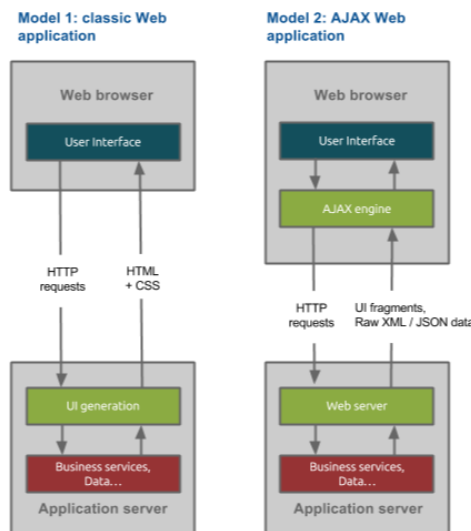 Model 1: classic Web
application
Web browser
User Interface
HTTP
requests
HTML
+ CSS
UI generation
Business services,
Data...
Application server
Model 2: AJAX Web
application
Web browser
User Interface
AJAX engine
HTTP
requests
UI fragments,
Raw XML / JSON data
Web server
Business services,
Data...
Application server